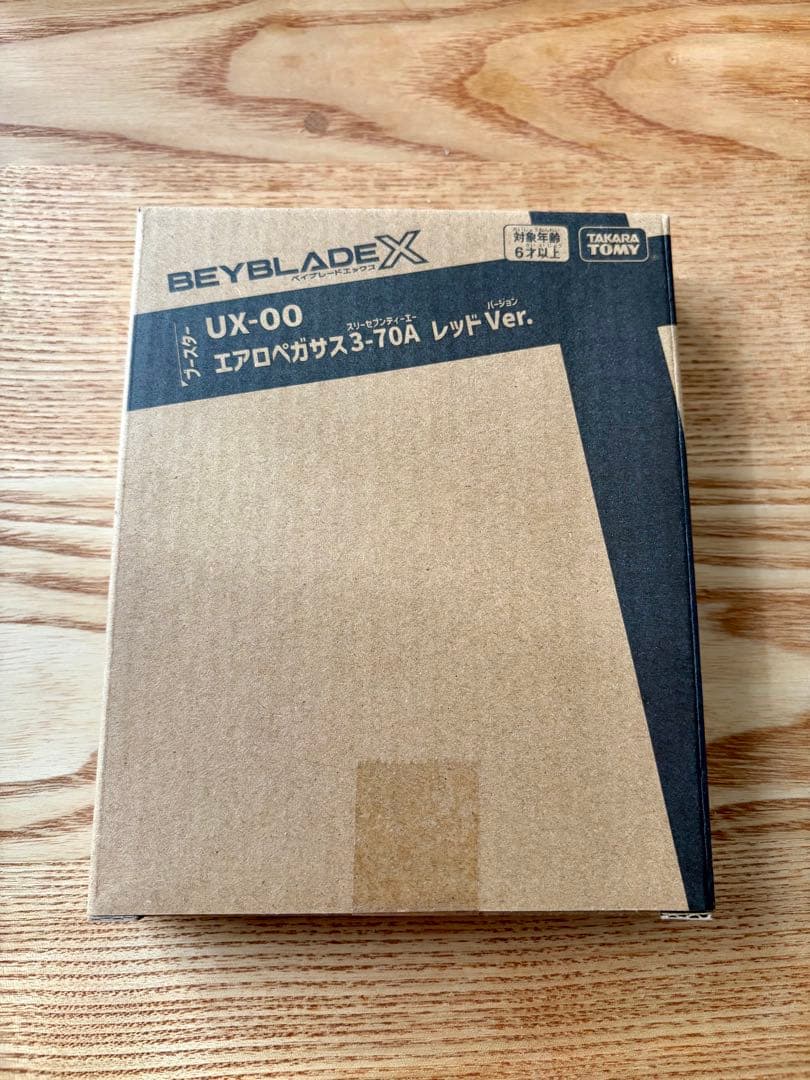 BEYBLADE X
ベイブレードエックス
対象年齢
6才以上
TAKARA
TOMY
ブースター
UX-00
スリーセブンティーエー
バージョン
エアロペガサス3-70A レッドVer.